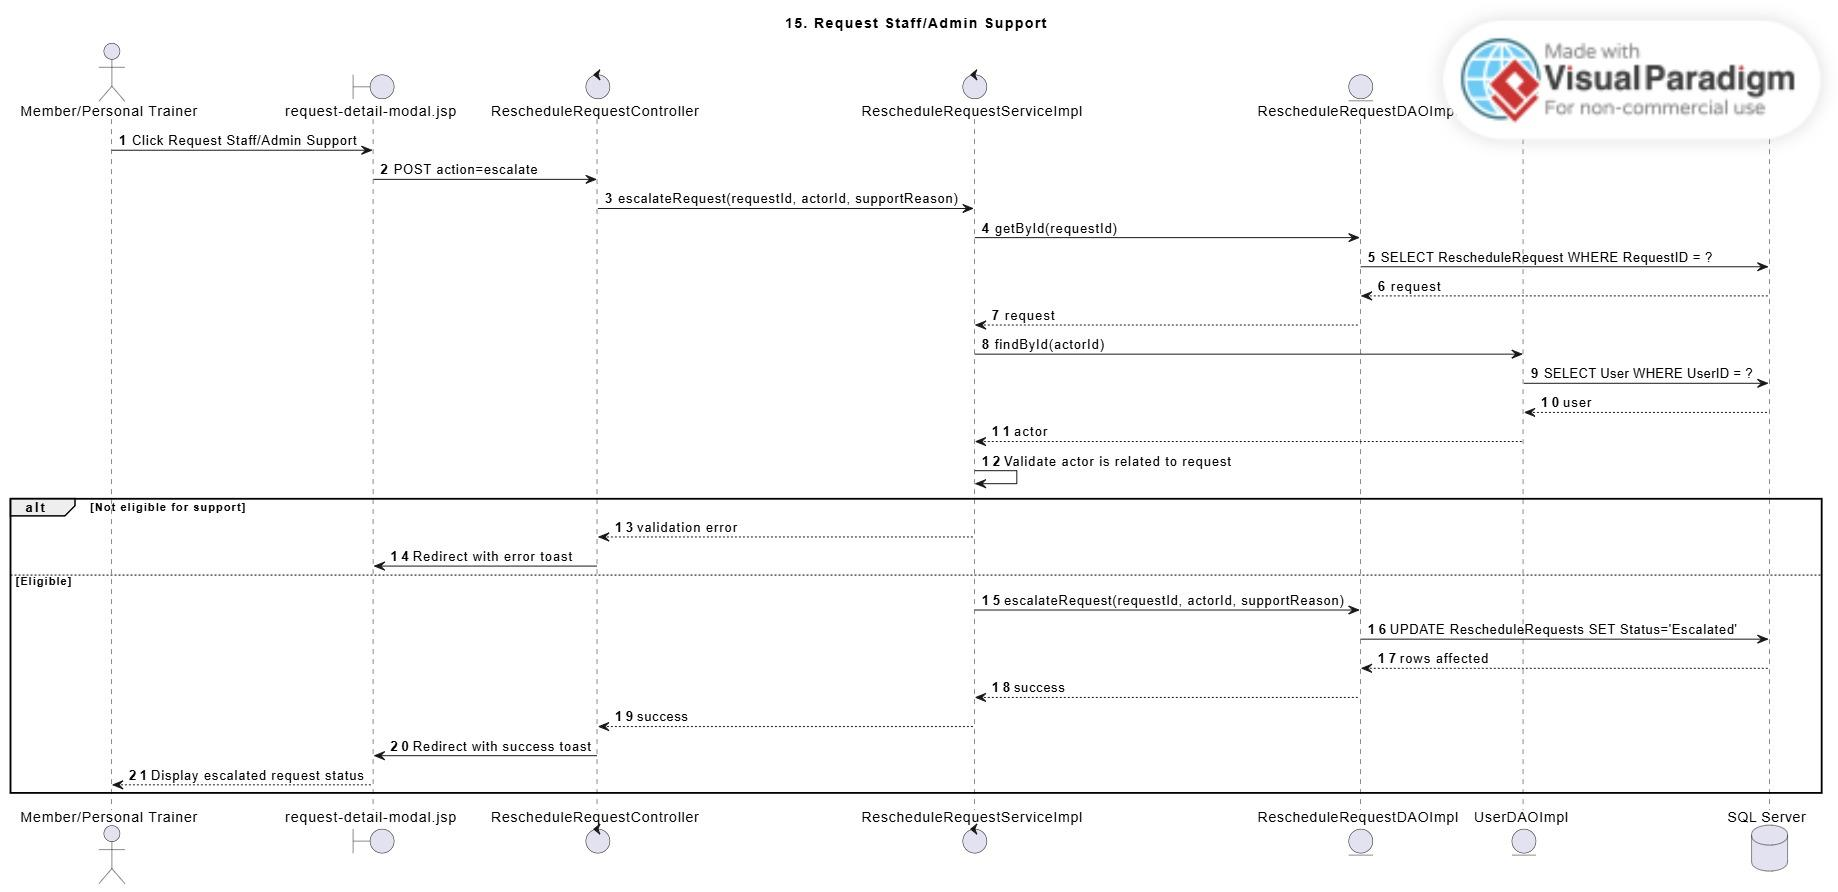 15. Request Staff/Admin Support
Made with
Visual Paradigm
For non-commercial use
Member/Personal Trainer
request-detail-modal.jsp
RescheduleRequestController
RescheduleRequestServiceImpl
RescheduleRequestDAOImpl
1 Click Request Staff/Admin Support
2 POST action=escalate
3 escalateRequest(requestId, actorId, supportReason)
4 getById(requestId)
5 SELECT RescheduleRequest WHERE RequestID = ?
6 request
7 request
8 findById(actorId)
9 SELECT User WHERE UserID = ?
10 user
11 actor
12 Validate actor is related to request
alt [Not eligible for support]
13 validation error
14 Redirect with error toast
[Eligible]
15 escalateRequest(requestId, actorId, supportReason)
16 UPDATE RescheduleRequests SET Status='Escalated'
17 rows affected
18 success
19 success
20 Redirect with success toast
21 Display escalated request status
Member/Personal Trainer
request-detail-modal.jsp
RescheduleRequestController
RescheduleRequestServiceImpl
RescheduleRequestDAOImpl
UserDAOImpl
SQL Server